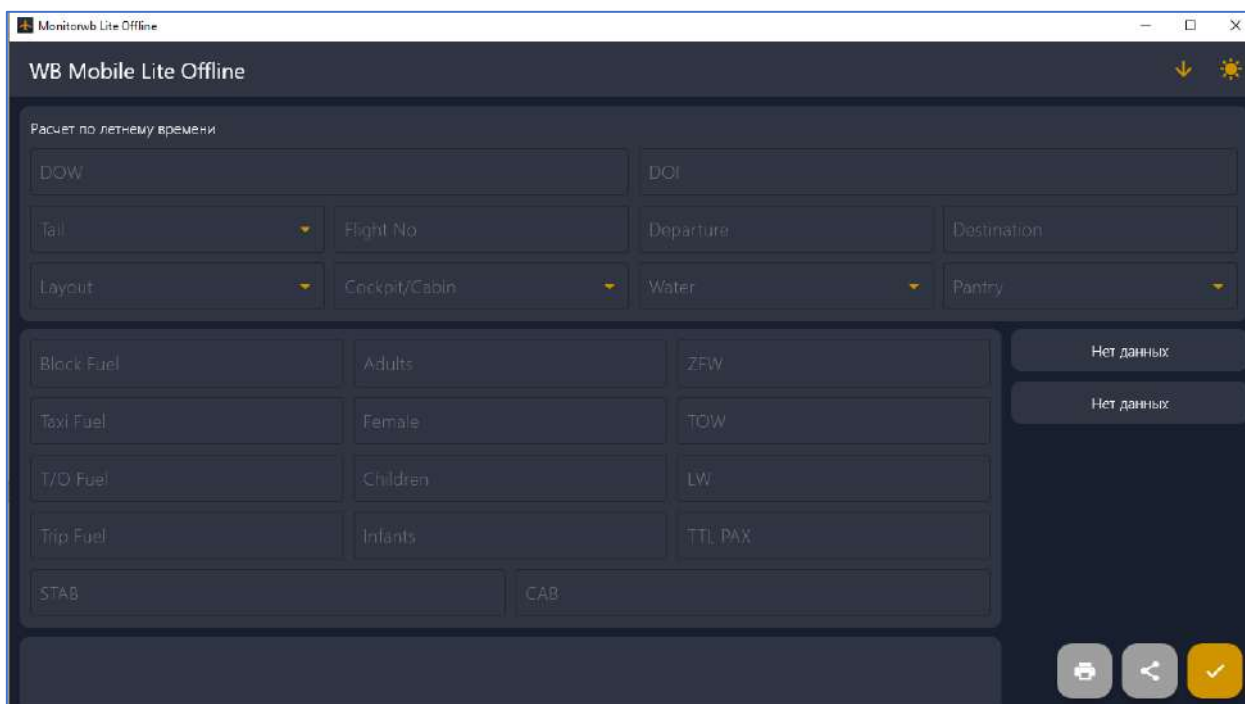 Monitorwb Lite Offline
WB Mobile Lite Offline
Расчет по летнему времени
DOW DOI
Tail Flight No Departure Destination
Layout Cockpit/Cabin Water Pantry
Block Fuel Adults ZFW
Taxi Fuel Female TOW
T/O Fuel Children LW
Trip Fuel Infants TTL PAX
STAB CAB
Нет данных
Нет данных